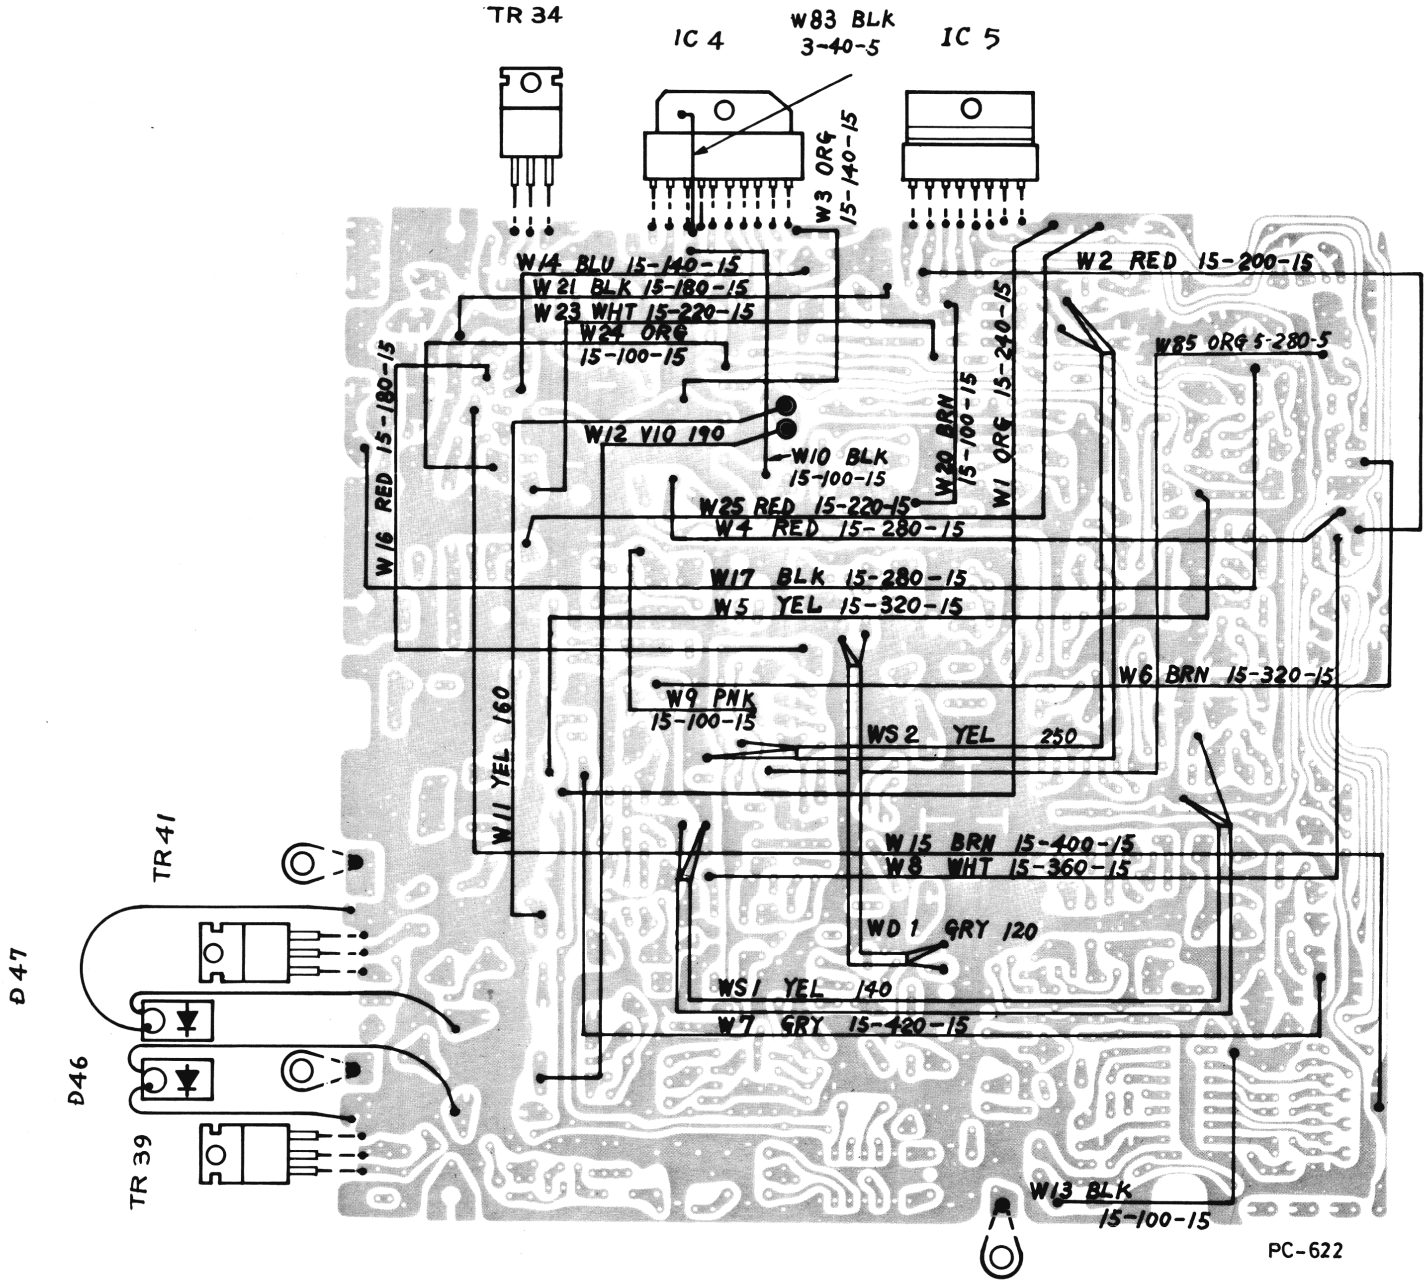 TR 34
IC 4
W83 BLK
3-40-5
IC 5
W3 ORG
15-140-15
W14 BLU 15-140-15
W2 RED 15-200-15
W21 BLK 15-180-15
W23 WHT 15-220-15
W24 ORG
15-100-15
W85 ORG 5-280-5
W16 RED 15-180-15
W1 ORG 15-240-15
W20 BRN
15-100-15
W12 V10 190
W10 BLK
15-100-15
W25 RED 15-220-15
W4 RED 15-280-15
W17 BLK 15-280-15
W5 YEL 15-320-15
W6 BRN 15-320-15
W9 PNK
15-100-15
W11 YEL 160
WS2 YEL 250
TR 41
W15 BRN 15-400-15
W8 WHT 15-360-15
WD1 GRY 120
D47
WS1 YEL 140
W7 GRY 15-420-15
D46
TR 39
W13 BLK
15-100-15
PC-622